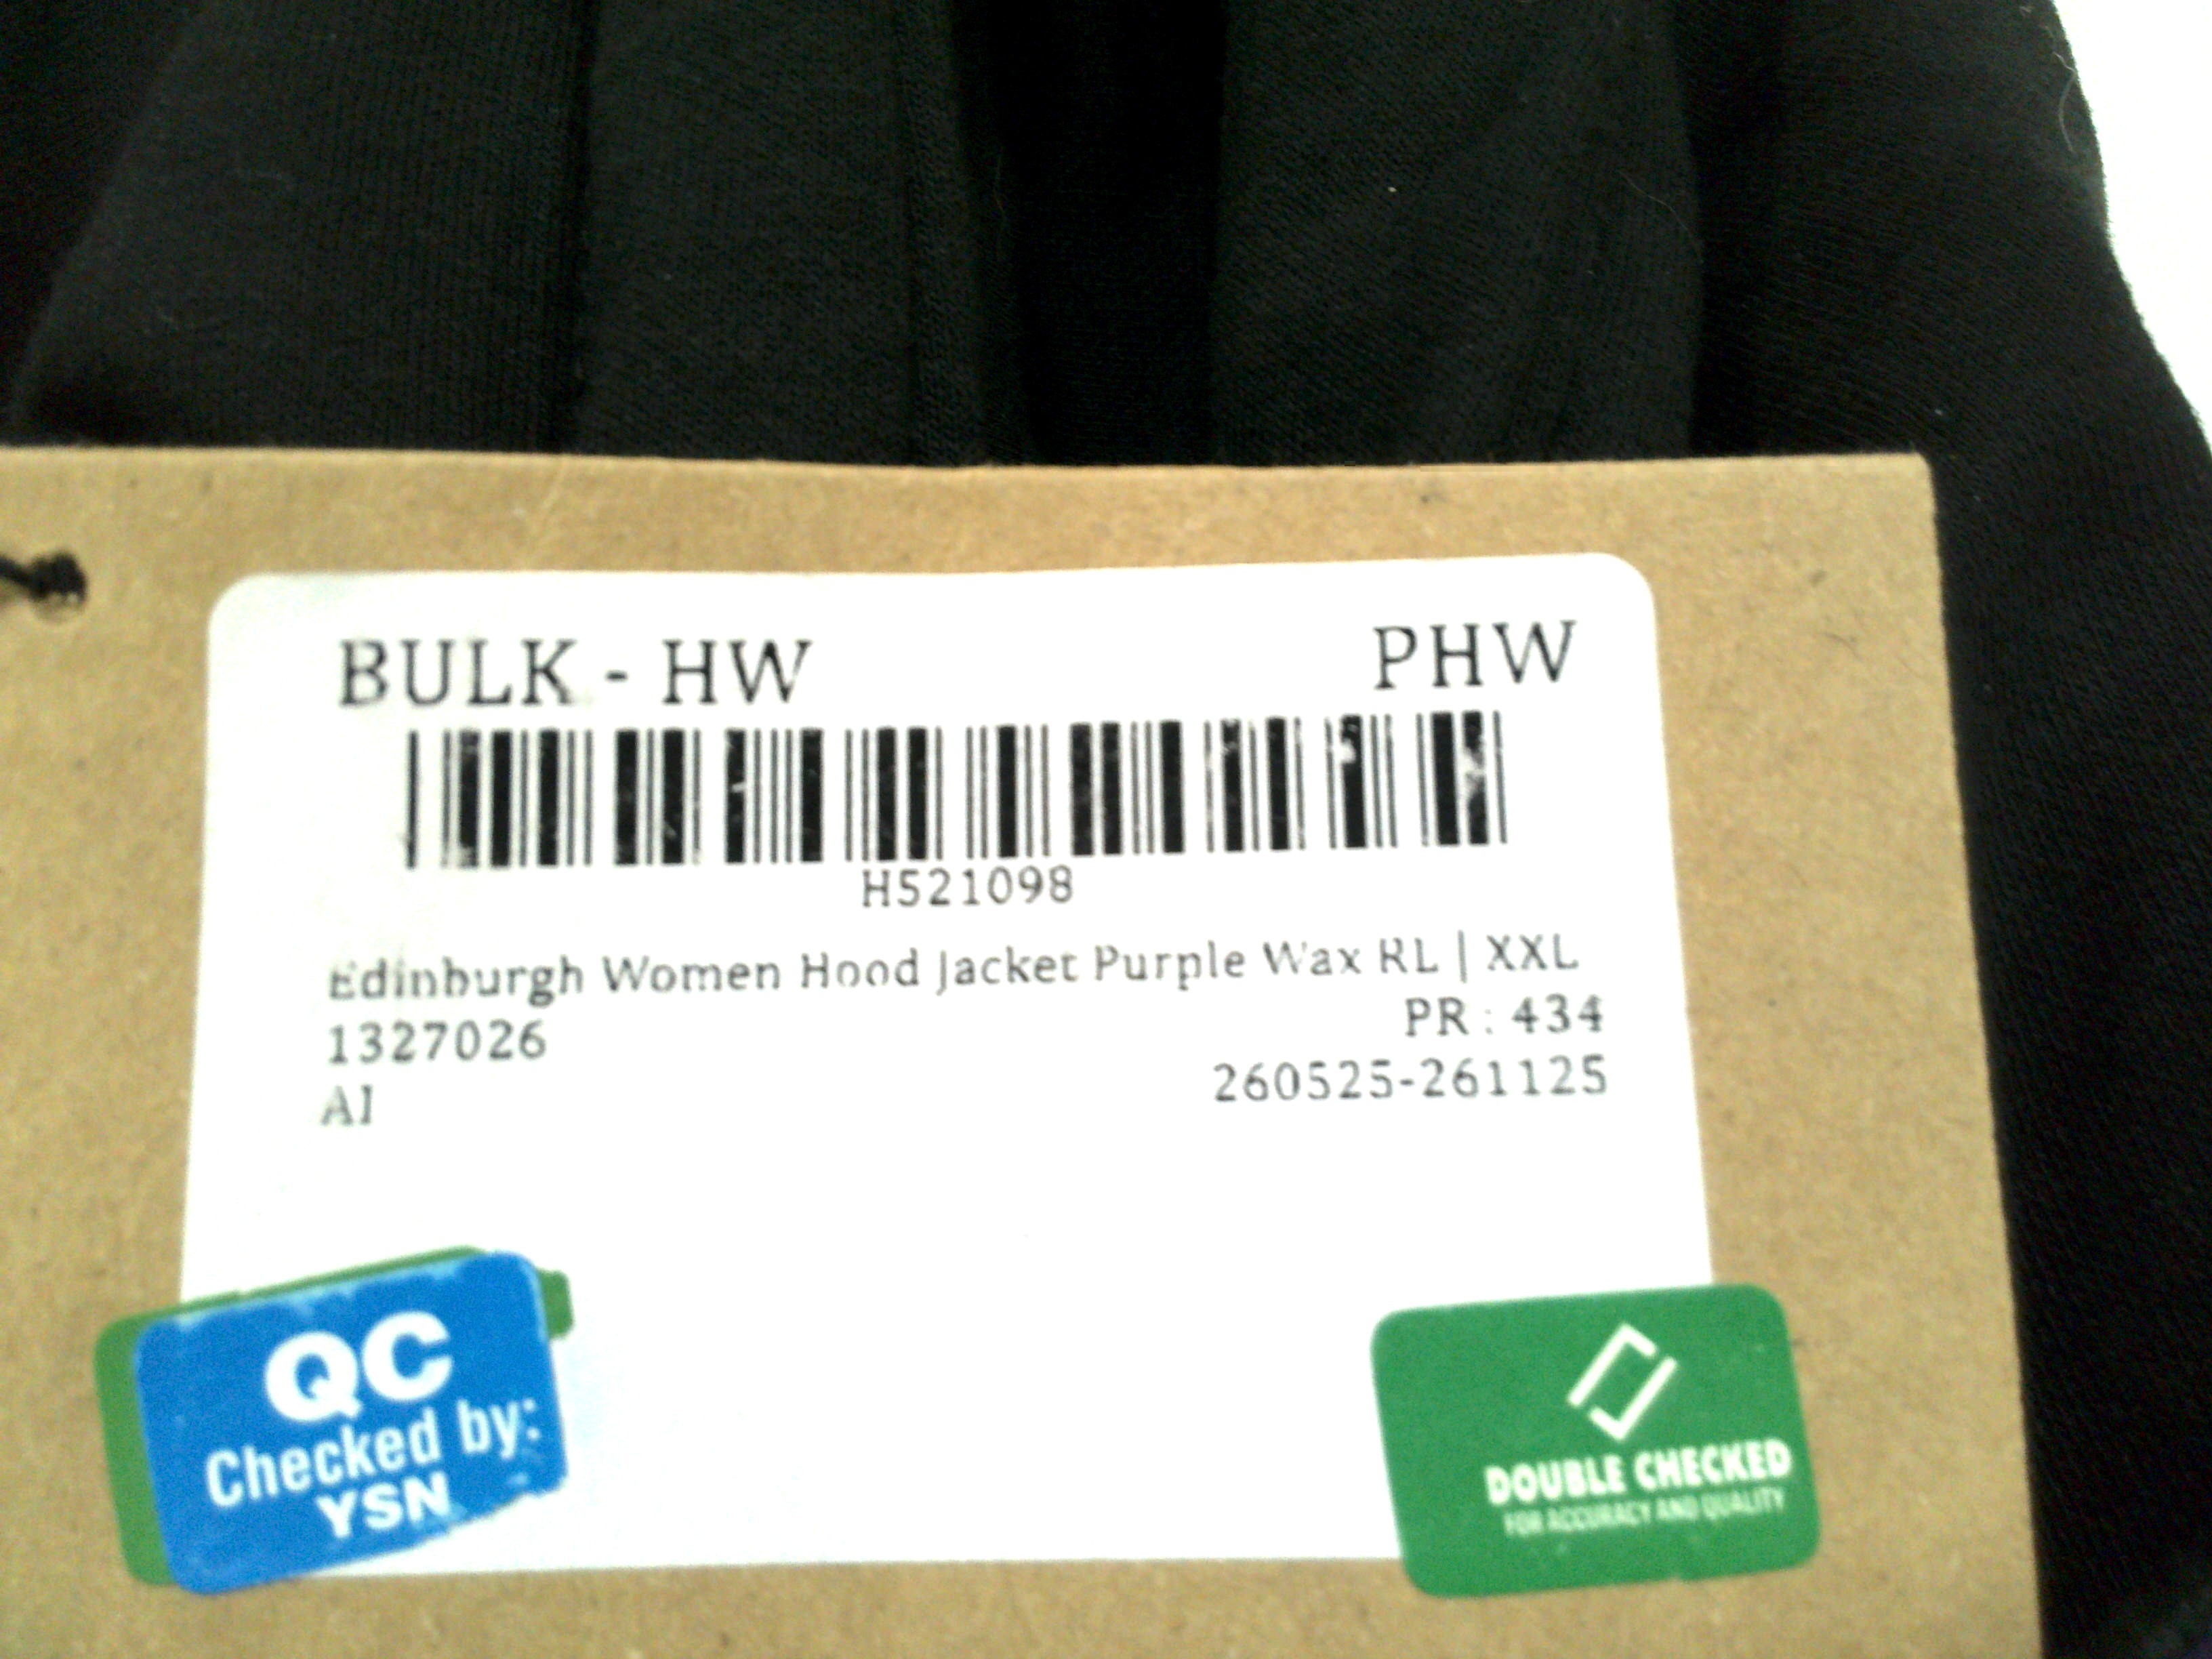 BULK - HW PHW
H521098
Edinburgh Women Hood Jacket Purple Wax RL | XXL
1327026 PR : 434
AI 260525-261125
QC
Checked by:
YSN
DOUBLE CHECKED
FOR ACCURACY AND QUALITY